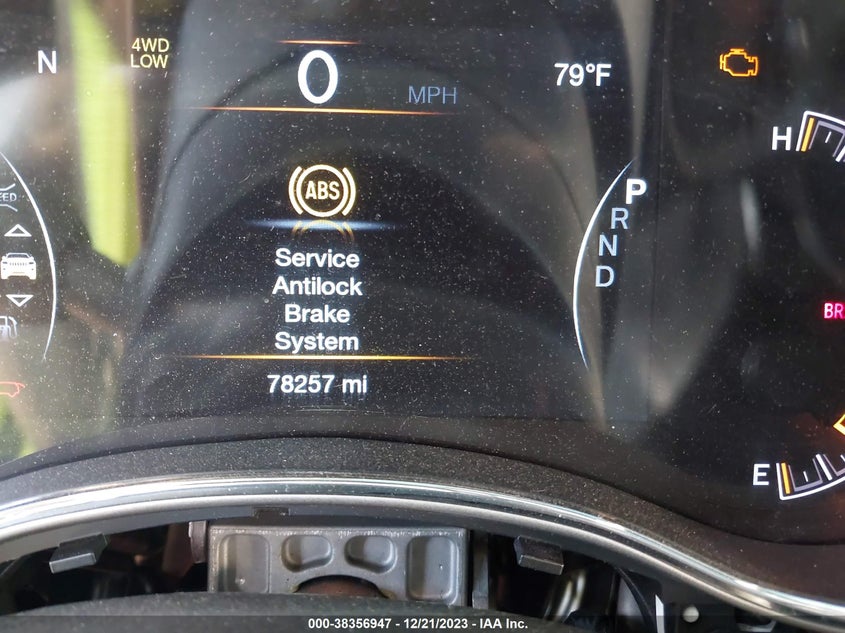 N
4WD
LOW
0
MPH
79°F
H
ABS
P
R
N
D
Service
Antilock
Brake
System
78257 mi
E
000-38356947 - 12/21/2023 - IAA Inc.